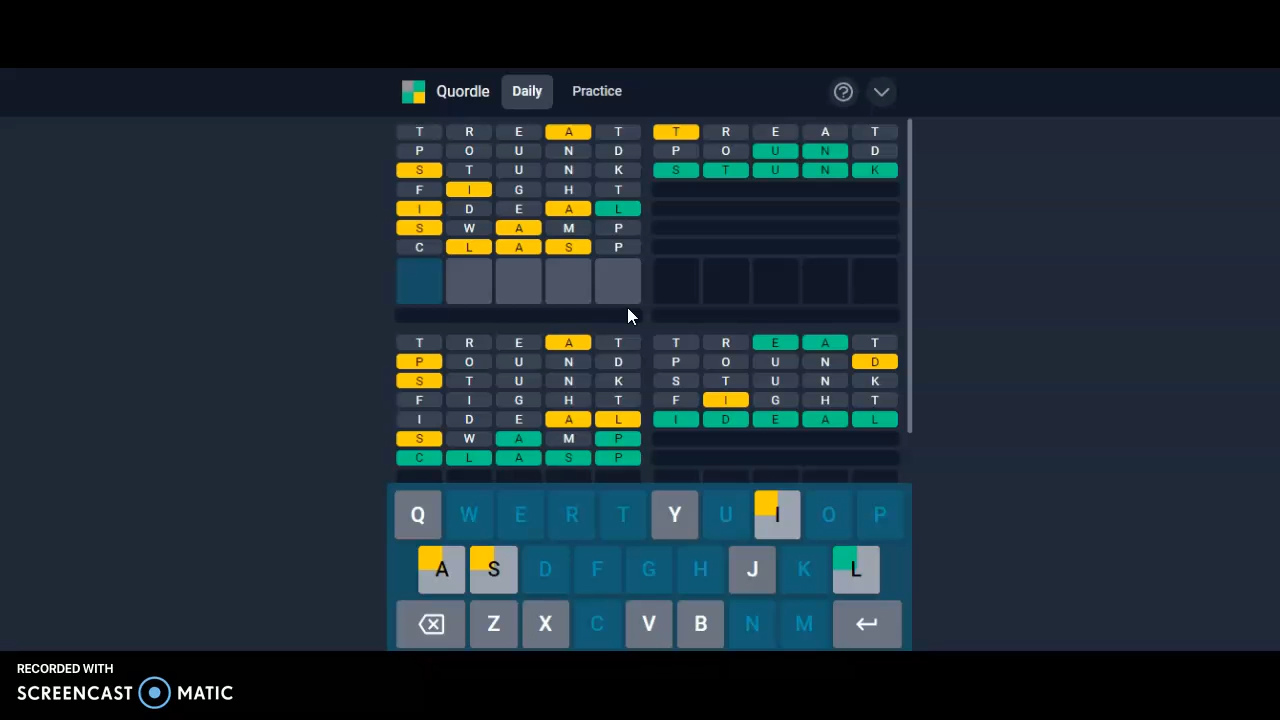 Quordle Daily Practice
T R E A T T R E A T
P O U N D P O U N D
S T U N K S T U N K
F I G H T
I D E A L
S W A M P
C L A S P
T R E A T T R E A T
P O U N D P O U N D
S T U N K S T U N K
F I G H T F I G H T
I D E A L I D E A L
S W A M P
C L A S P
Q W E R T Y U I O P
A S D F G H J K L
Z X C V B N M
RECORDED WITH
SCREENCAST MATIC